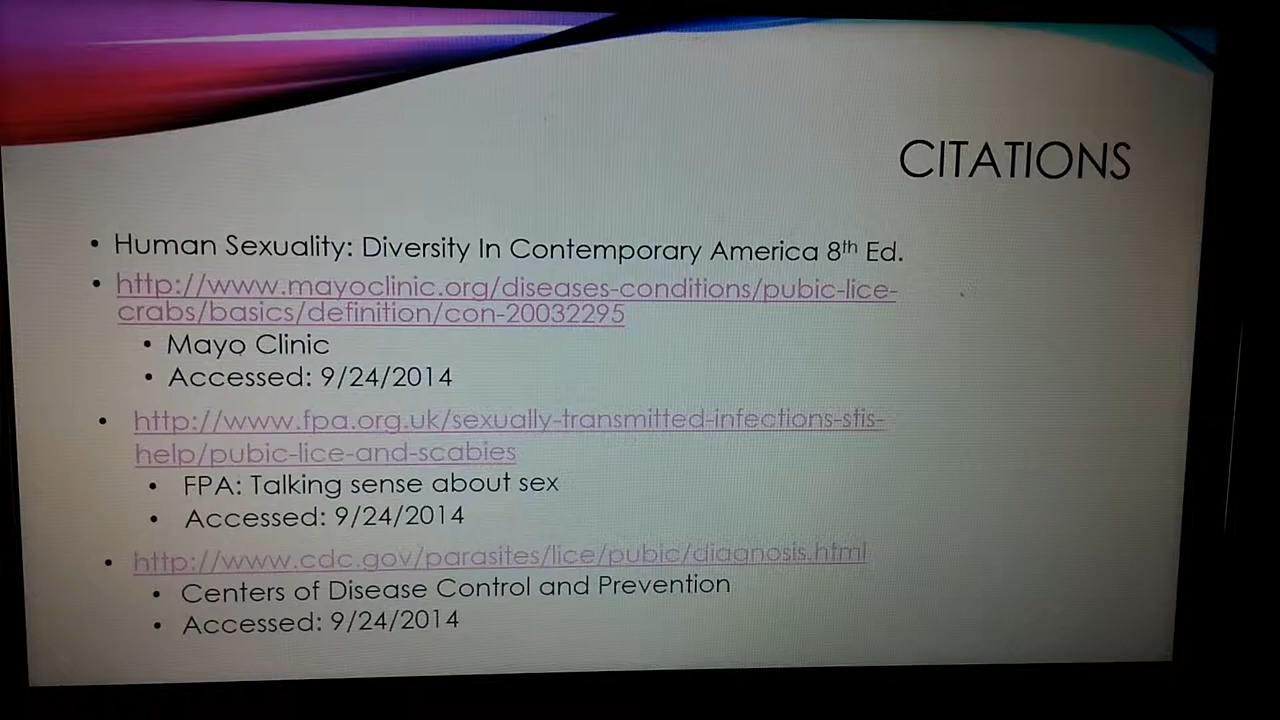 CITATIONS
• Human Sexuality: Diversity In Contemporary America 8th Ed.
• http://www.mayoclinic.org/diseases-conditions/pubic-lice-
crabs/basics/definition/con-20032295
• Mayo Clinic
• Accessed: 9/24/2014
• http://www.fpa.org.uk/sexually-transmitted-infections-stis-
help/pubic-lice-and-scabies
• FPA: Talking sense about sex
• Accessed: 9/24/2014
• http://www.cdc.gov/parasites/lice/pubic/diagnosis.html
• Centers of Disease Control and Prevention
• Accessed: 9/24/2014